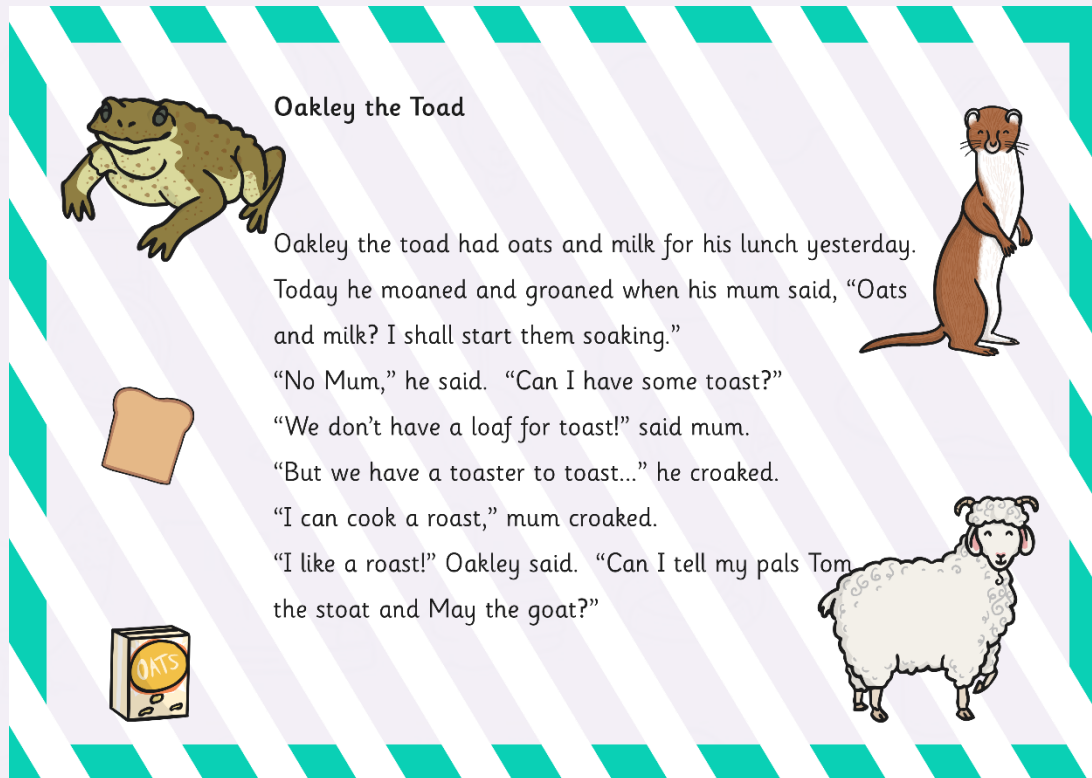 Oakley the Toad
Oakley the toad had oats and milk for his lunch yesterday.
Today he moaned and groaned when his mum said, “Oats
and milk? I shall start them soaking.”
“No Mum,” he said.  “Can I have some toast?”
“We don’t have a loaf for toast!” said mum.
“But we have a toaster to toast...” he croaked.
“I can cook a roast,” mum croaked.
“I like a roast!” Oakley said.  “Can I tell my pals Tom
the stoat and May the goat?”
OATS